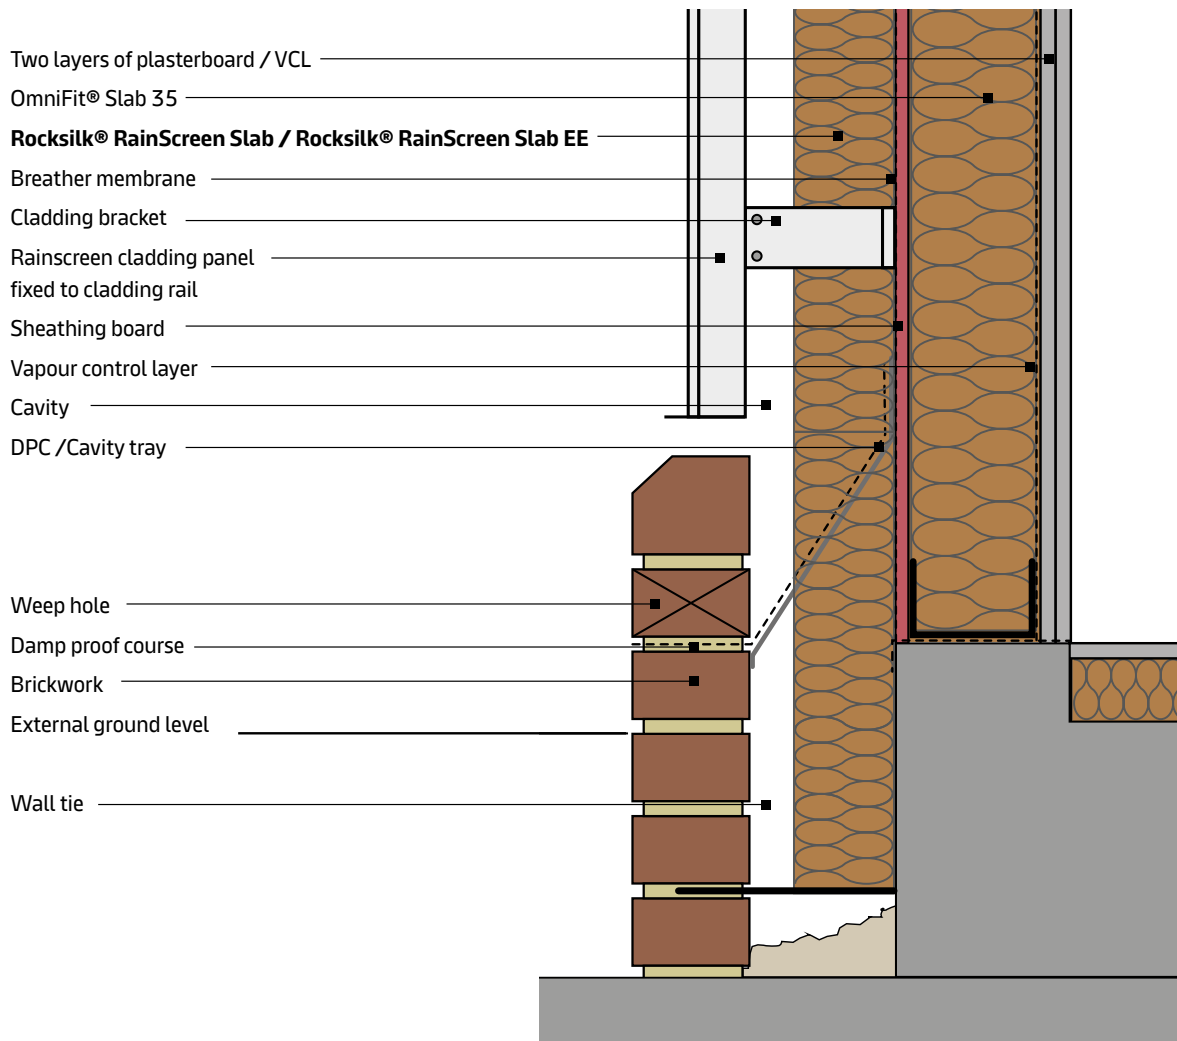 Two layers of plasterboard / VCL
OmniFit® Slab 35
Rocksilk® RainScreen Slab / Rocksilk® RainScreen Slab EE
Breather membrane
Cladding bracket
Rainscreen cladding panel
fixed to cladding rail
Sheathing board
Vapour control layer
Cavity
DPC /Cavity tray
Weep hole
Damp proof course
Brickwork
External ground level
Wall tie